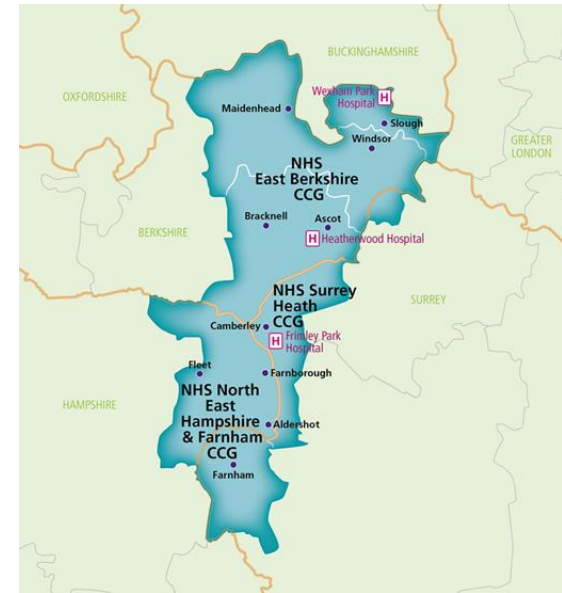 BUCKINGHAMSHIRE
OXFORDSHIRE
Wexham Park
Hospital
H
Maidenhead
Slough
Windsor
GREATER
LONDON
NHS
East Berkshire
CCG
Bracknell
Ascot
BERKSHIRE
H
Heatherwood Hospital
NHS Surrey
Heath
CCG
SURREY
Camberley
H
Frimley Park
Hospital
Fleet
Farnborough
NHS North
East
Hampshire
& Farnham
CCG
HAMPSHIRE
Aldershot
Farnham